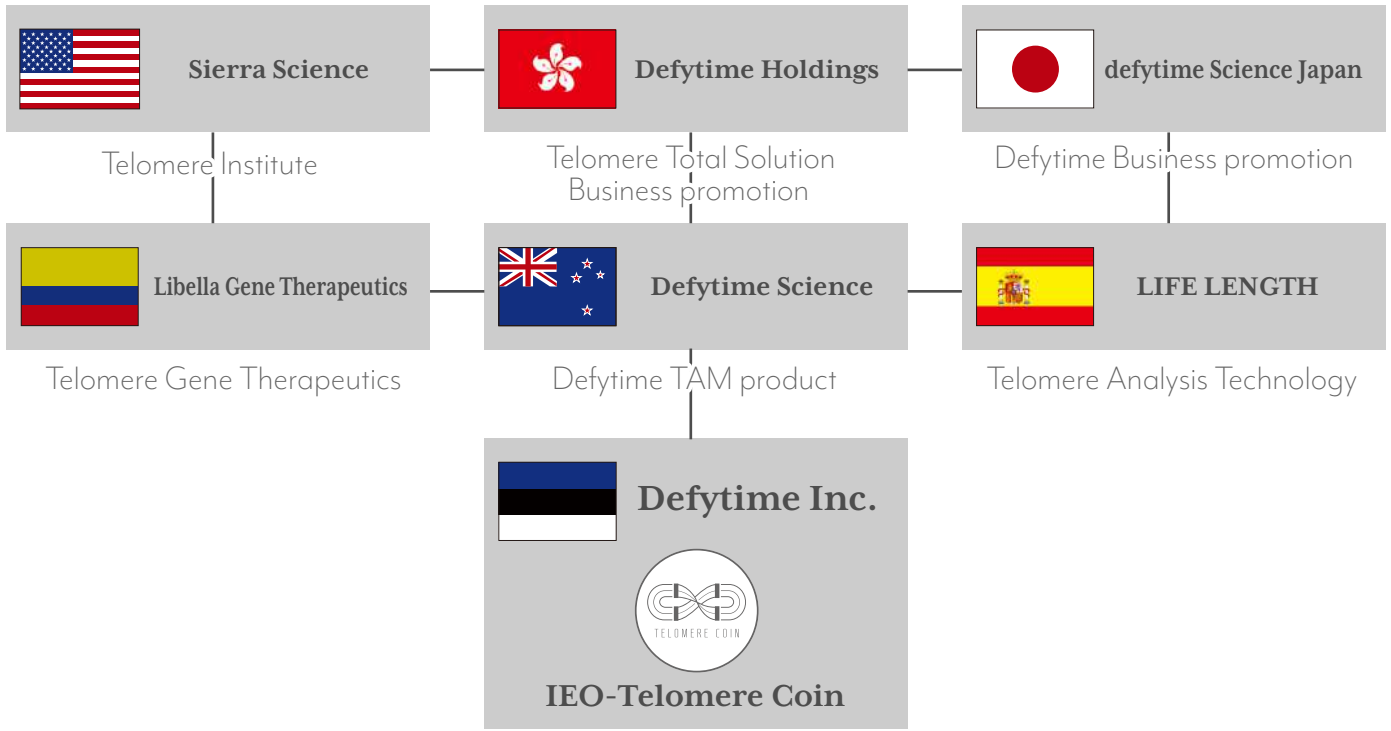 Sierra Science
Defytime Holdings
defytime Science Japan
Telomere Institute
Telomere Total Solution
Business promotion
Defytime Business promotion
Libella Gene Therapeutics
Defytime Science
LIFE LENGTH
Telomere Gene Therapeutics
Defytime TAM product
Telomere Analysis Technology
Defytime Inc.
TELOMERE COIN
IEO-Telomere Coin